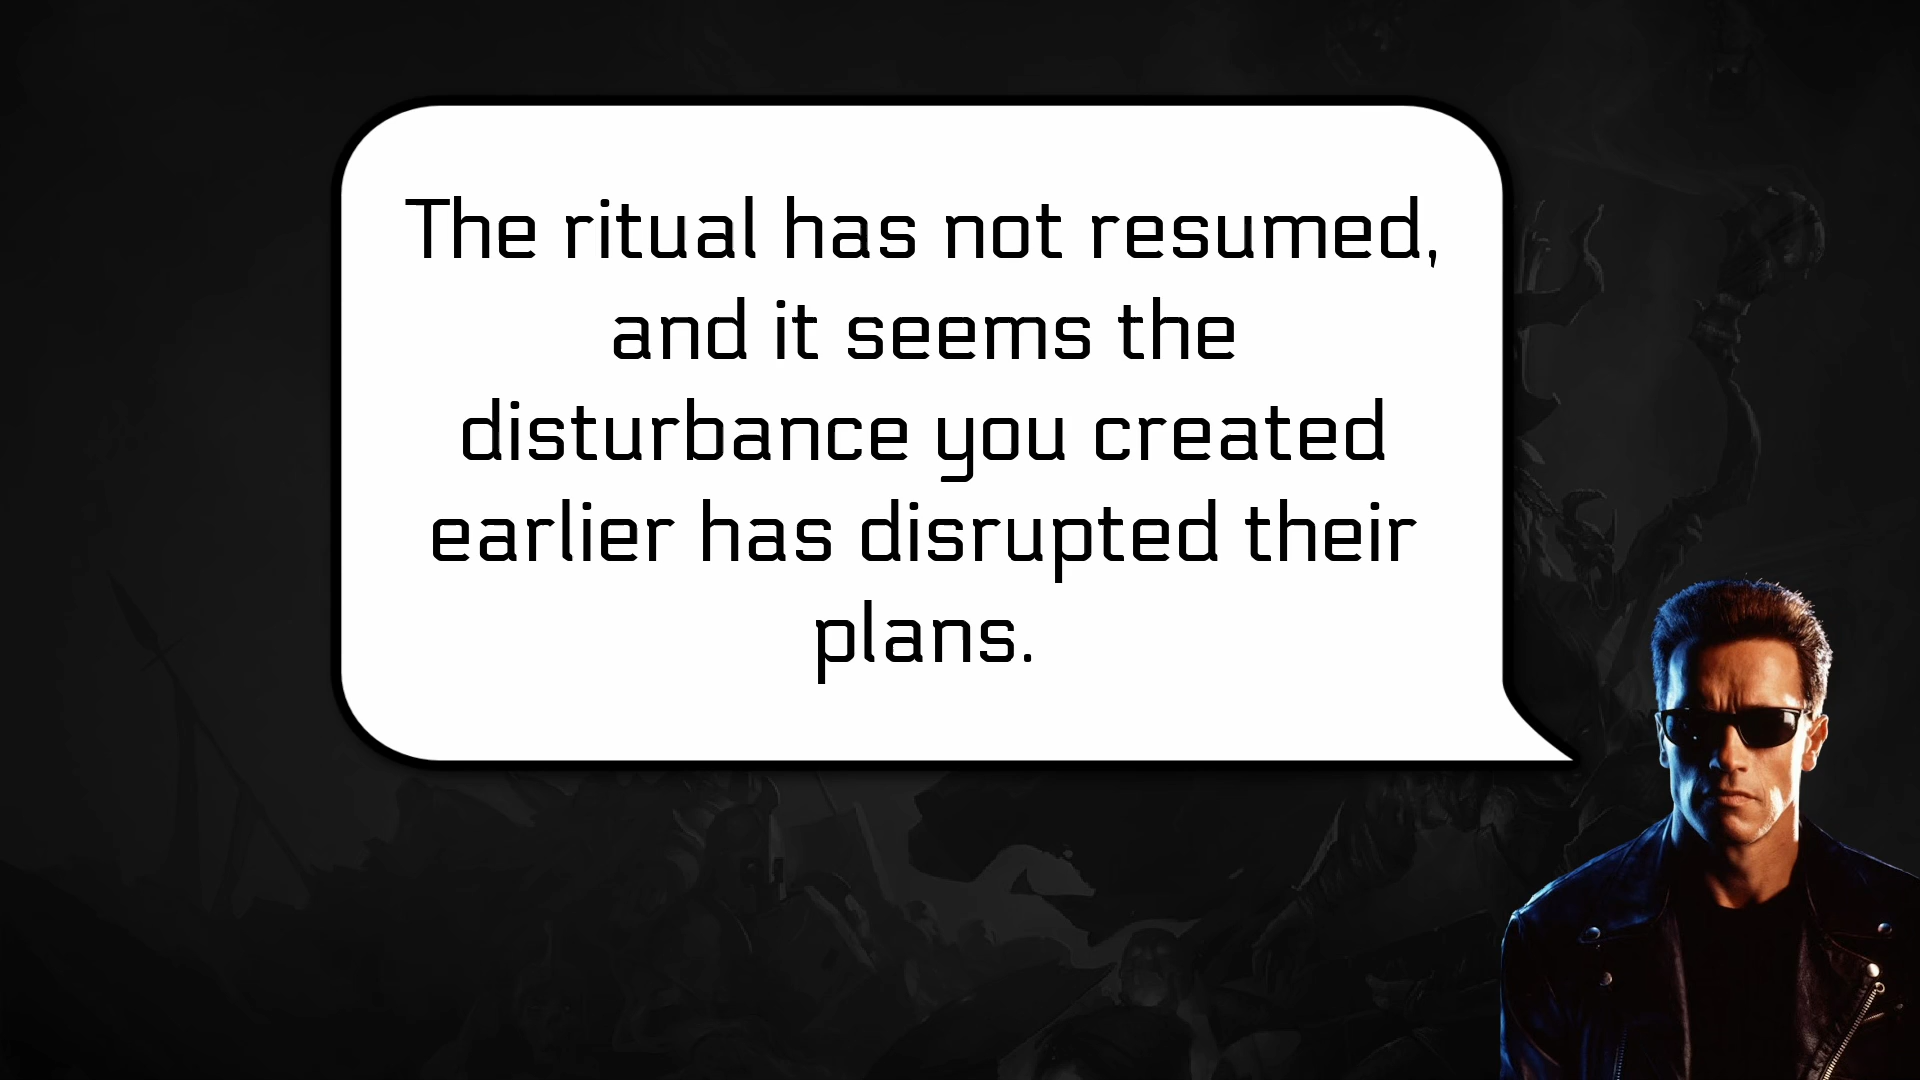 The ritual has not resumed,
and it seems the
disturbance you created
earlier has disrupted their
plans.